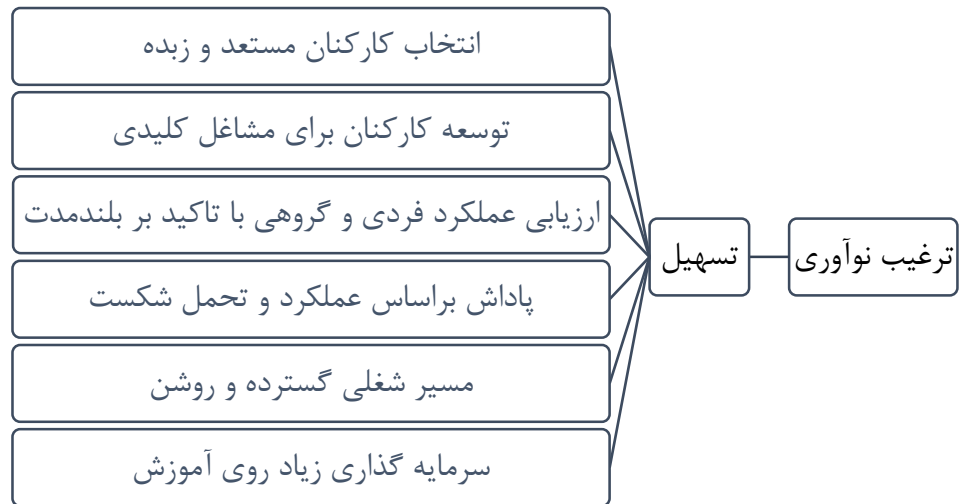 ترغیب نوآوری
تسهیل
انتخاب کارکنان مستعد و زبده
توسعه کارکنان برای مشاغل کلیدی
ارزیابی عملکرد فردی و گروهی با تاکید بر بلندمدت
پاداش براساس عملکرد و تحمل شکست
مسیر شغلی گسترده و روشن
سرمایه گذاری زیاد روی آموزش